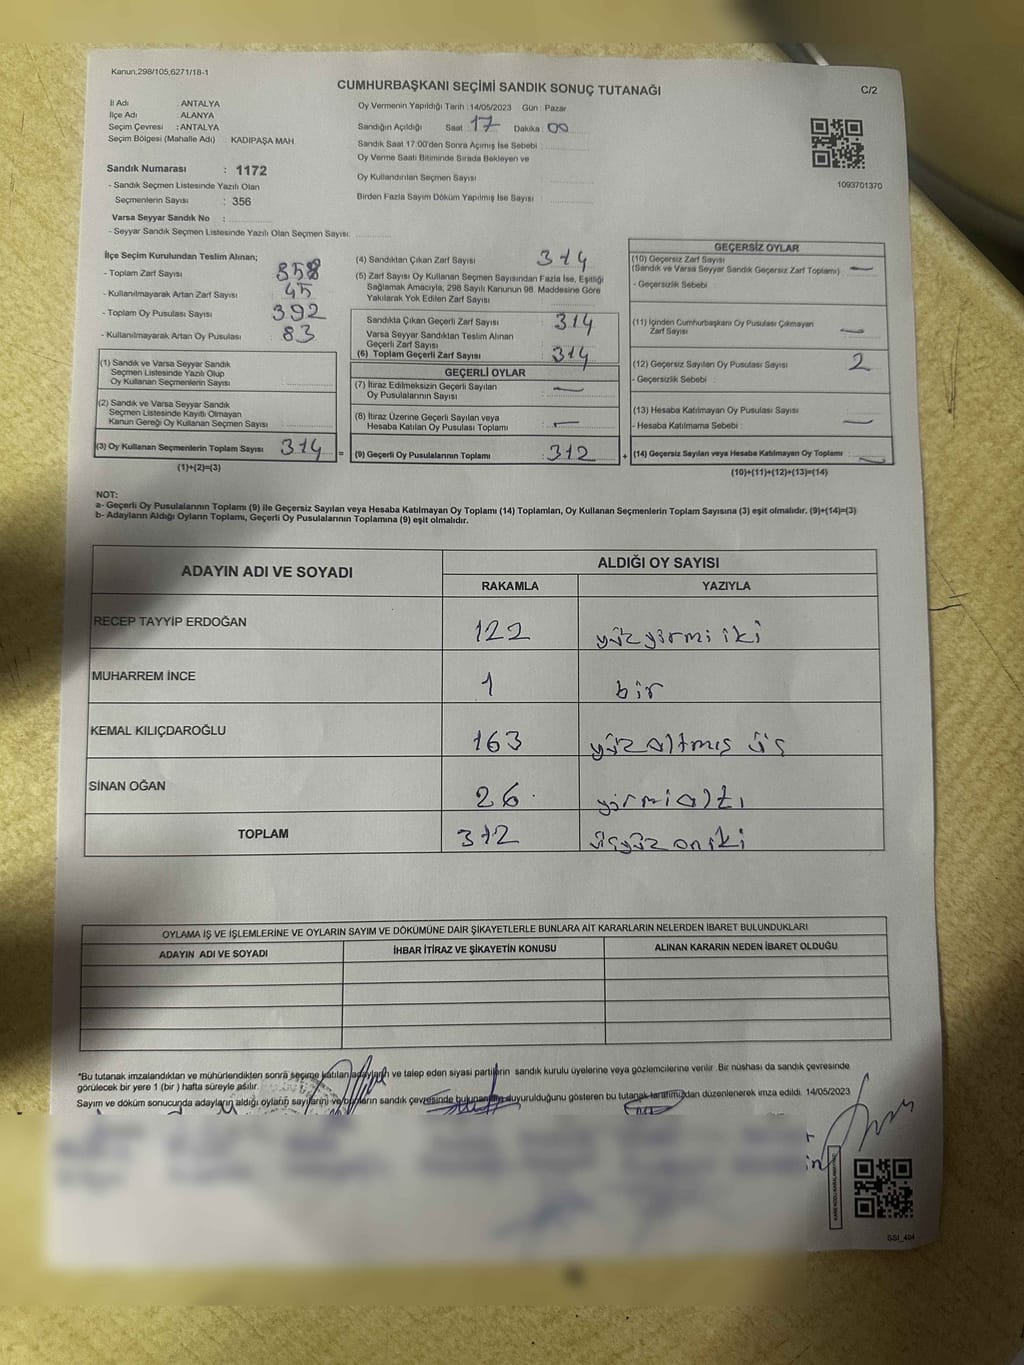 Kanun;298/105,6271/18-1
CUMHURBAŞKANI SEÇİMİ SANDIK SONUÇ TUTANAĞI
C/2
İl Adı : ANTALYA
İlçe Adı : ALANYA
Seçim Çevresi : ANTALYA
Seçim Bölgesi (Mahalle Adı) : KADIPAŞA MAH.
Sandık Numarası : 1172
- Sandık Seçmen Listesinde Yazılı Olan
Seçmenlerin Sayısı : 356
Varsa Seyyar Sandık No :
- Seyyar Sandık Seçmen Listesinde Yazılı Olan Seçmen Sayısı:
Oy Vermenin Yapıldığı Tarih :14/05/2023 Gün : Pazar
Sandığın Açıldığı Saat : 17 Dakika : 00
Sandık Saat 17:00'den Sonra Açımış İse Sebebi :
Oy Verme Saati Bitiminde Sırada Bekleyen ve
Oy Kullandırılan Seçmen Sayısı
Birden Fazla Sayım Döküm Yapılmış İse Sayısı :
1093701370
İlçe Seçim Kurulundan Teslim Alınan;
- Toplam Zarf Sayısı : 358
- Kullanılmayarak Artan Zarf Sayısı : 45
- Toplam Oy Pusulası Sayısı : 392
- Kullanılmayarak Artan Oy Pusulası : 83
(1) Sandık ve Varsa Seyyar Sandık
Seçmen Listesinde Yazılı Olup
Oy Kullanan Seçmenlerin Sayısı
(2) Sandık ve Varsa Seyyar Sandık
Seçmen Listesinde Kayıtlı Olmayan
Kanun Gereği Oy Kullanan Seçmen Sayısı :
(3) Oy Kullanan Seçmenlerin Toplam Sayısı : 314
(1)+(2)=(3)
(4) Sandıktan Çıkan Zarf Sayısı : 314
(5) Zarf Sayısı Oy Kullanan Seçmen Sayısından Fazla İse, Eşitliği
Sağlamak Amacıyla, 298 Sayılı Kanunun 98. Maddesine Göre
Yakılarak Yok Edilen Zarf Sayısı
Sandıkta Çıkan Geçerli Zarf Sayısı : 314
Varsa Seyyar Sandıktan Teslim Alınan
Geçerli Zarf Sayısı
(6) Toplam Geçerli Zarf Sayısı : 314
GEÇERLİ OYLAR
(7) İtiraz Edilmeksizin Geçerli Sayılan
Oy Pusulalarının Sayısı : —
(8) İtiraz Üzerine Geçerli Sayılan veya
Hesaba Katılan Oy Pusulası Toplamı : —
= (9) Geçerli Oy Pusulalarının Toplamı : 312
GEÇERSİZ OYLAR
(10) Geçersiz Zarf Sayısı
(Sandık ve Varsa Seyyar Sandık Geçersiz Zarf Toplamı) : —
- Geçersizlik Sebebi :
(11) İçinden Cumhurbaşkanı Oy Pusulası Çıkmayan
Zarf Sayısı : —
(12) Geçersiz Sayılan Oy Pusulası Sayısı : 2
- Geçersizlik Sebebi :
(13) Hesaba Katılmayan Oy Pusulası Sayısı
- Hesaba Katılmama Sebebi : —
+ (14) Geçersiz Sayılan veya Hesaba Katılmayan Oy Toplamı : —
(10)+(11)+(12)+(13)=(14)
NOT:
a- Geçerli Oy Pusulalarının Toplamı (9) ile Geçersiz Sayılan veya Hesaba Katılmayan Oy Toplamı (14) Toplamları, Oy Kullanan Seçmenlerin Toplam Sayısına (3) eşit olmalıdır. (9)+(14)=(3)
b- Adayların Aldığı Oyların Toplamı, Geçerli Oy Pusulalarının Toplamına (9) eşit olmalıdır.
ADAYIN ADI VE SOYADI
ALDIĞI OY SAYISI
RAKAMLA YAZIYLA
RECEP TAYYİP ERDOĞAN 122 yüzyirmi iki
MUHARREM İNCE 1 bir
KEMAL KILIÇDAROĞLU 163 yüz altmış üç
SİNAN OĞAN 26 yirmialtı
TOPLAM 312 üçyüz oniki
OYLAMA İŞ VE İŞLEMLERİNE VE OYLARIN SAYIM VE DÖKÜMÜNE DAİR ŞİKAYETLERLE BUNLARA AİT KARARLARIN NELERDEN İBARET BULUNDUKLARI
ADAYIN ADI VE SOYADI İHBAR İTİRAZ VE ŞİKAYETİN KONUSU ALINAN KARARIN NEDEN İBARET OLDUĞU
*Bu tutanak imzalandıktan ve mühürlendikten sonra seçime katılan adayların ve talep eden siyasi partilerin sandık kurulu üyelerine veya gözlemcilerine verilir. Bir nüshası da sandık çevresinde
görülecek bir yere 1 (bir ) hafta süreyle asılır.
Sayım ve döküm sonucunda adayların aldığı oyların sayılarını ve bunların sandık çevresinde bulunanlara duyurulduğunu gösteren bu tutanak tarafımızdan düzenlenerek imza edildi. 14/05/2023
SSI_404